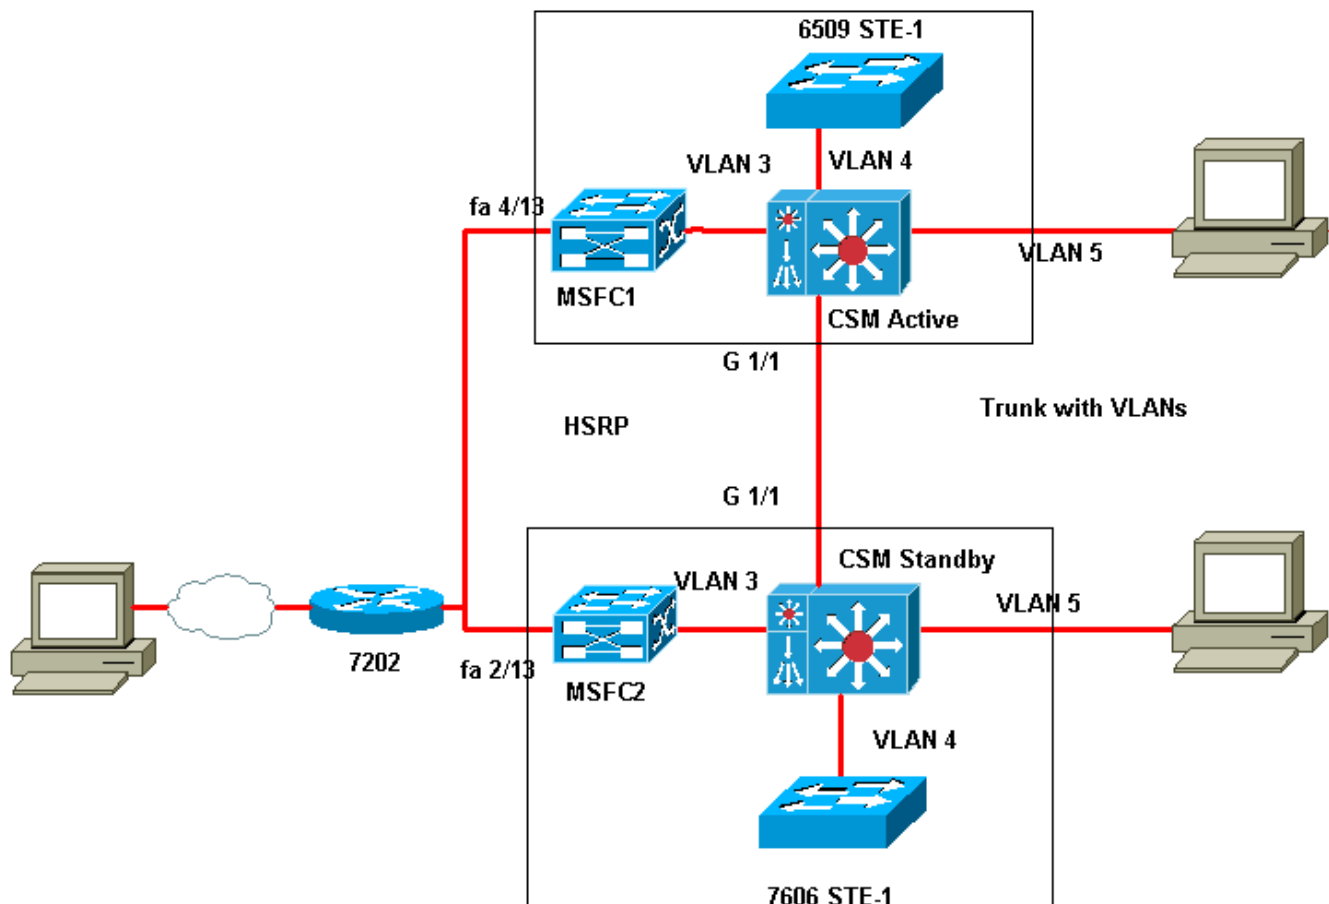 6509 STE-1
VLAN 3
VLAN 4
fa 4/13
VLAN 5
MSFC1
CSM Active
G 1/1
Trunk with VLANs
HSRP
G 1/1
CSM Standby
VLAN 3
VLAN 5
7202
fa 2/13
MSFC2
VLAN 4
7606 STE-1